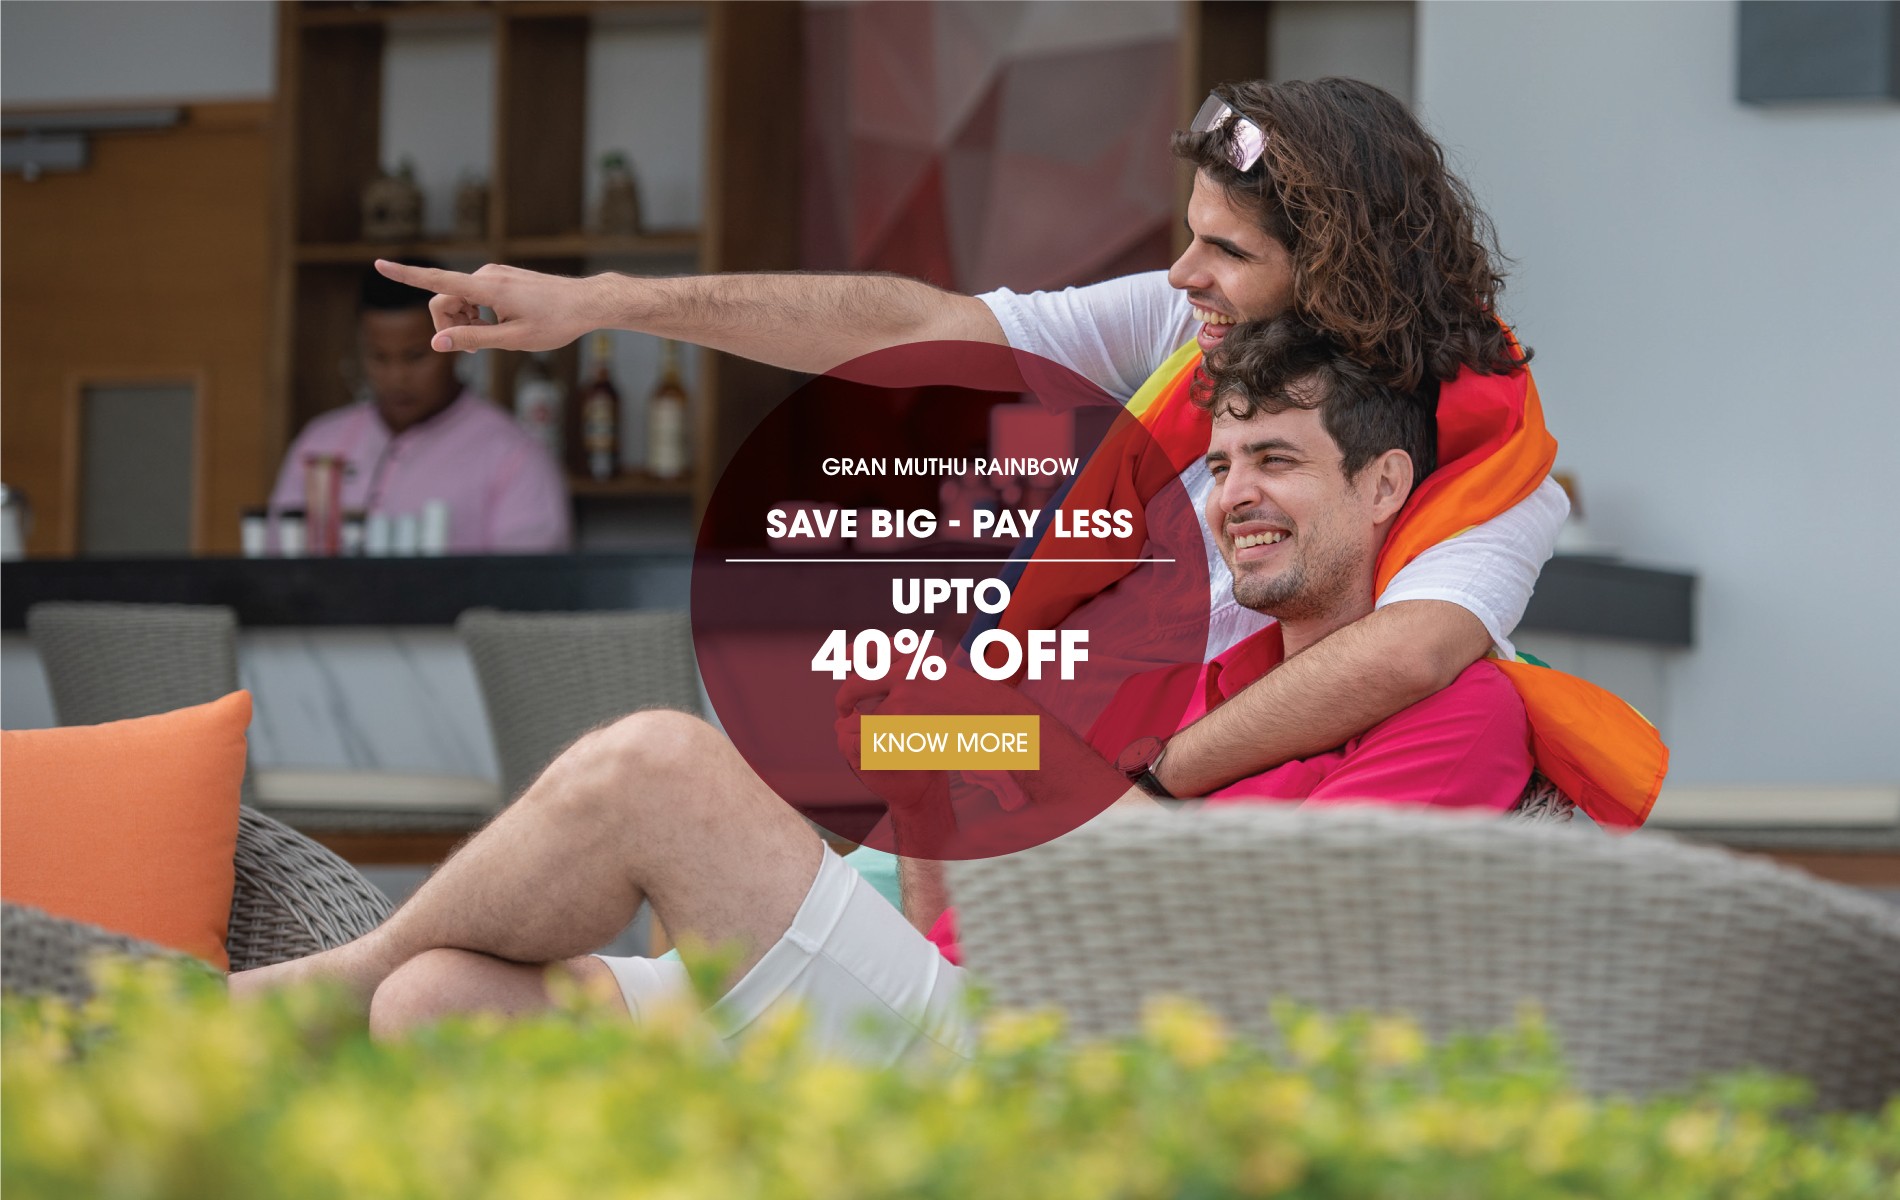 GRAN MUTHU RAINBOW
SAVE BIG - PAY LESS
UPTO
40% OFF
KNOW MORE